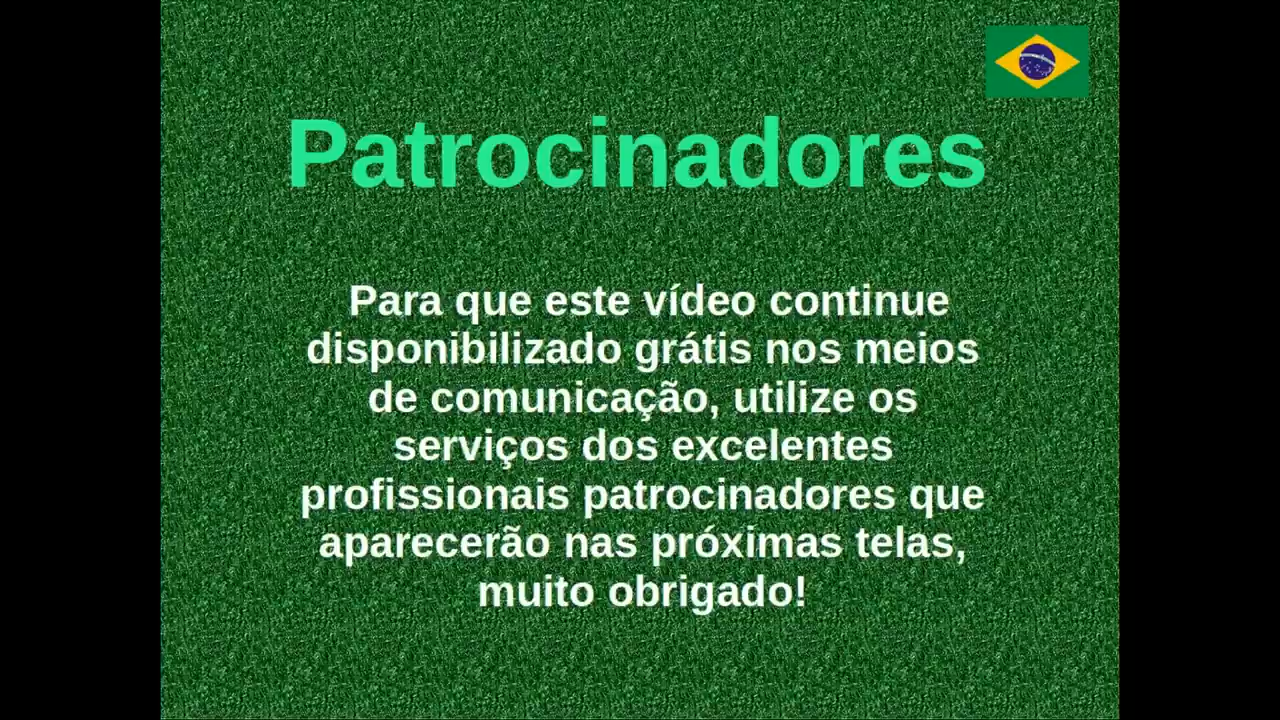 Patrocinadores
Para que este vídeo continue
disponibilizado grátis nos meios
de comunicação, utilize os
serviços dos excelentes
profissionais patrocinadores que
aparecerão nas próximas telas,
muito obrigado!